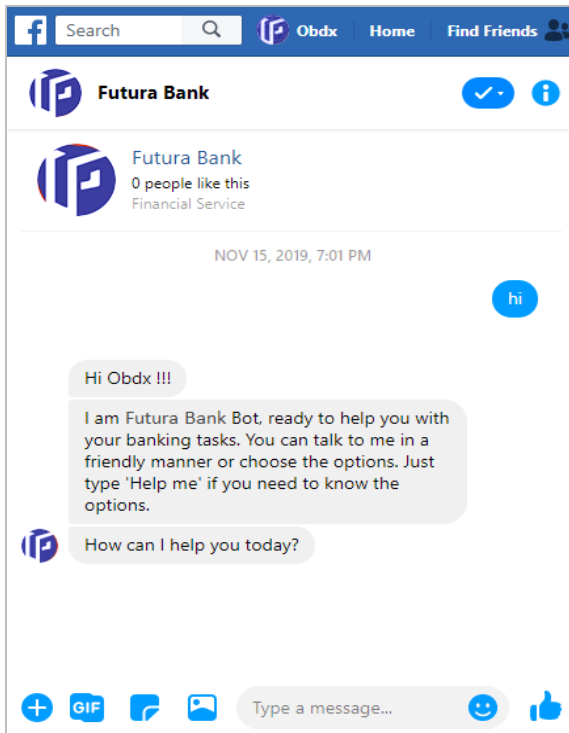 Search
Obdx
Home
Find Friends
Futura Bank
Futura Bank
0 people like this
Financial Service
NOV 15, 2019, 7:01 PM
hi
Hi Obdx !!!
I am Futura Bank Bot, ready to help you with
your banking tasks. You can talk to me in a
friendly manner or choose the options. Just
type 'Help me' if you need to know the
options.
How can I help you today?
GIF
Type a message...